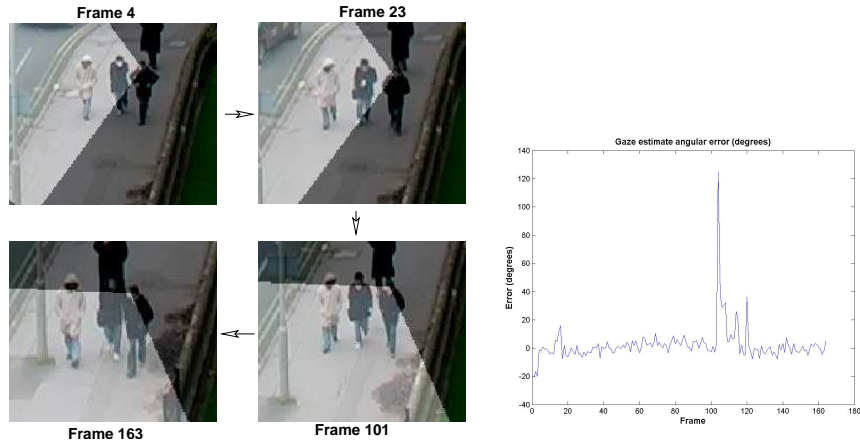 Frame 4
Frame 23
Frame 163
Frame 101
Gaze estimate angular error (degrees)
Error (degrees)
140
120
100
80
60
40
20
0
-20
-40
0 20 40 60 80 100 120 140 160 180
Frame